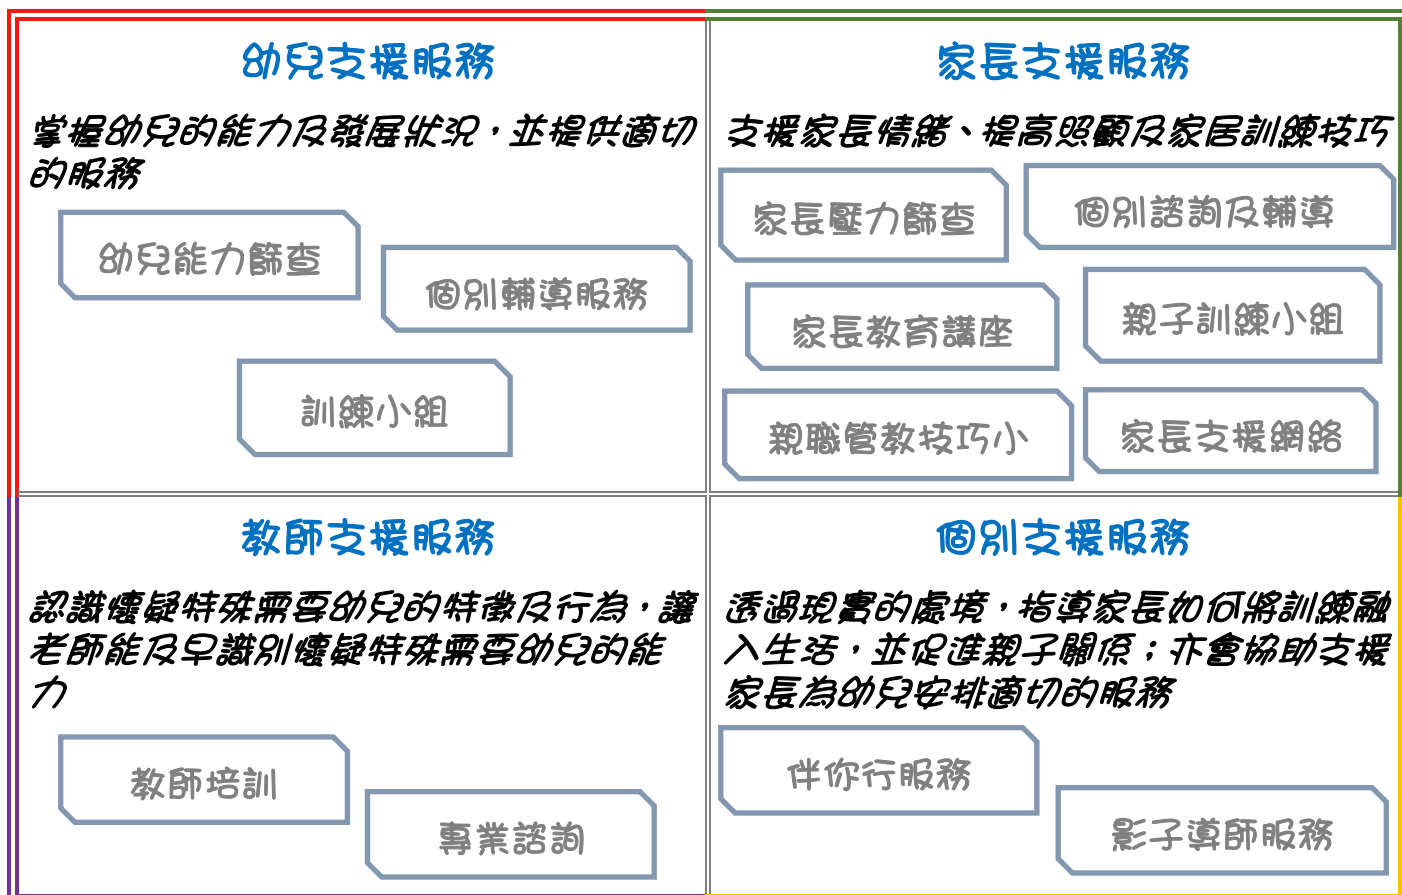 幼兒支援服務
掌握幼兒的能力及發展狀況，並提供適切
的服務
幼兒能力篩查
個別輔導服務
訓練小組
家長支援服務
支援家長情緒、提高照顧及家居訓練技巧
家長壓力篩查
個別諮詢及輔導
家長教育講座
親子訓練小組
親職管教技巧小
家長支援網絡
教師支援服務
認識懷疑特殊需要幼兒的特徵及行為，讓
老師能及早識別懷疑特殊需要幼兒的能
力
教師培訓
專業諮詢
個別支援服務
透過現實的處境，指導家長如何將訓練融
入生活，並促進親子關係；亦會協助支援
家長為幼兒安排適切的服務
伴你行服務
影子導師服務